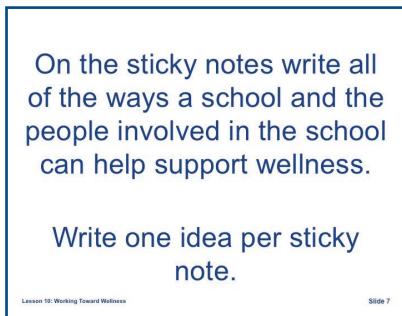 On the sticky notes write all
of the ways a school and the
people involved in the school
can help support wellness.
Write one idea per sticky
note.
Lesson 10: Working Toward Wellness
Slide 7